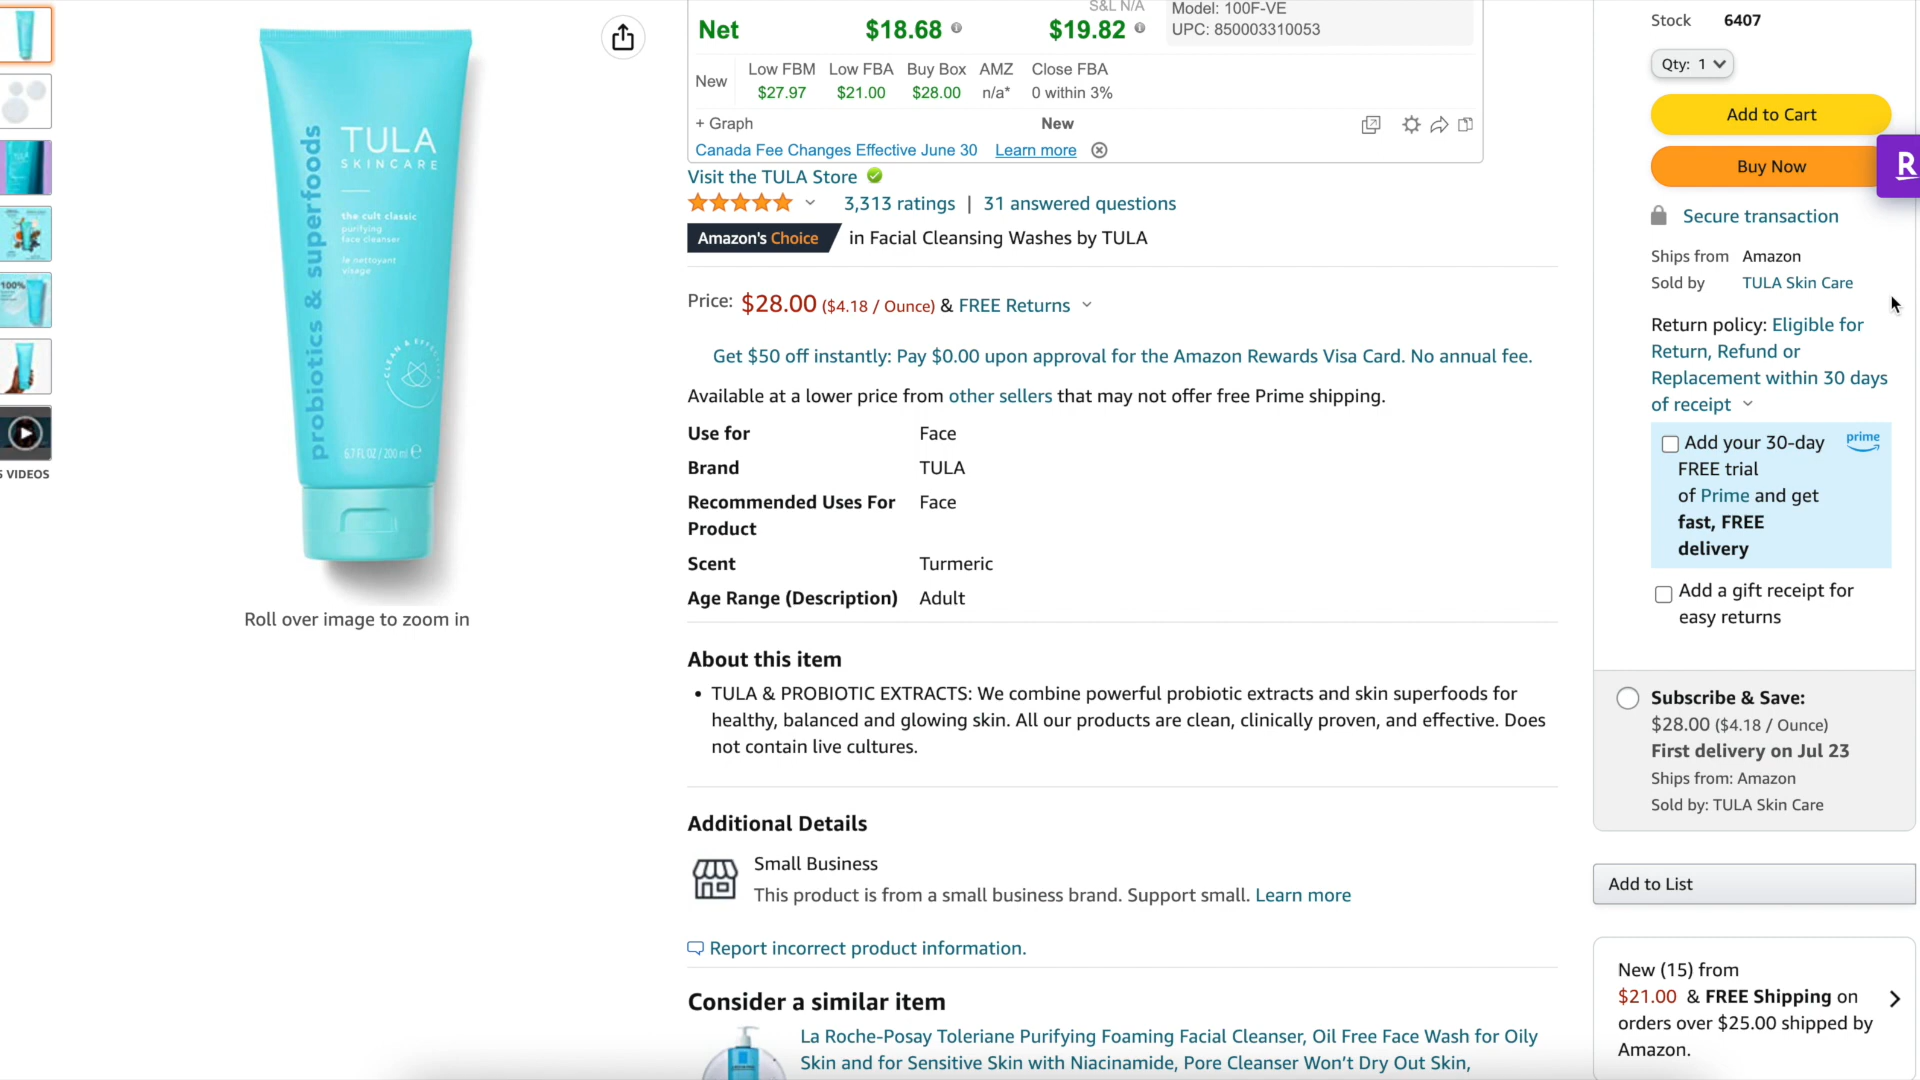 TULA
SKINCARE
probiotics & superfoods
the cult classic
purifying
face cleanser
le nettoyant
visage
CLEAN & EFFECTIVE
6.7 FL OZ / 200 ml ℮
100%
VIDEOS
Roll over image to zoom in
S&L N/A
Net $18.68 $19.82
Model: 100F-VE
UPC: 850003310053
Low FBM Low FBA Buy Box AMZ Close FBA
New $27.97 $21.00 $28.00 n/a* 0 within 3%
+ Graph New
Canada Fee Changes Effective June 30 Learn more
Visit the TULA Store
3,313 ratings | 31 answered questions
Amazon's Choice in Facial Cleansing Washes by TULA
Price: $28.00 ($4.18 / Ounce) & FREE Returns
Get $50 off instantly: Pay $0.00 upon approval for the Amazon Rewards Visa Card. No annual fee.
Available at a lower price from other sellers that may not offer free Prime shipping.
Use for Face
Brand TULA
Recommended Uses For Face
Product
Scent Turmeric
Age Range (Description) Adult
About this item
• TULA & PROBIOTIC EXTRACTS: We combine powerful probiotic extracts and skin superfoods for
healthy, balanced and glowing skin. All our products are clean, clinically proven, and effective. Does
not contain live cultures.
Additional Details
Small Business
This product is from a small business brand. Support small. Learn more
Report incorrect product information.
Consider a similar item
La Roche-Posay Toleriane Purifying Foaming Facial Cleanser, Oil Free Face Wash for Oily
Skin and for Sensitive Skin with Niacinamide, Pore Cleanser Won't Dry Out Skin,
Stock 6407
Qty: 1
Add to Cart
Buy Now
R
Secure transaction
Ships from Amazon
Sold by TULA Skin Care
Return policy: Eligible for
Return, Refund or
Replacement within 30 days
of receipt
Add your 30-day prime
FREE trial
of Prime and get
fast, FREE
delivery
Add a gift receipt for
easy returns
Subscribe & Save:
$28.00 ($4.18 / Ounce)
First delivery on Jul 23
Ships from: Amazon
Sold by: TULA Skin Care
Add to List
New (15) from
$21.00 & FREE Shipping on
orders over $25.00 shipped by
Amazon.